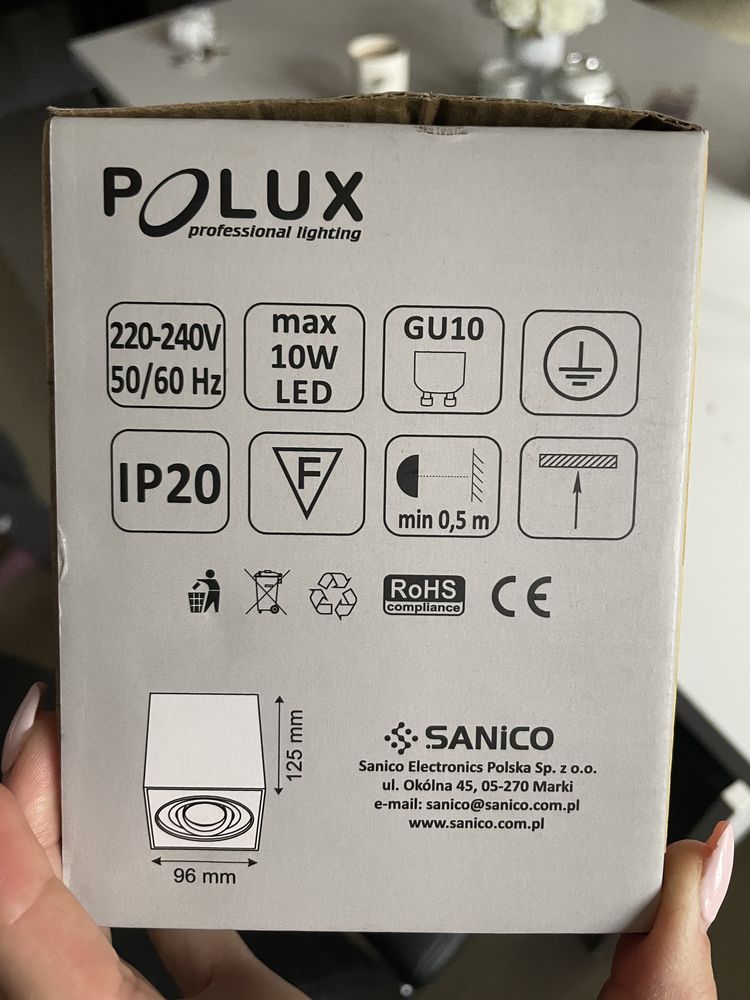 POLUX
professional lighting
220-240V
50/60 Hz
max
10W
LED
GU10
IP20
F
min 0,5 m
RoHS
compliance
CE
125 mm
96 mm
SANiCO
Sanico Electronics Polska Sp. z o.o.
ul. Okólna 45, 05-270 Marki
e-mail: sanico@sanico.com.pl
www.sanico.com.pl